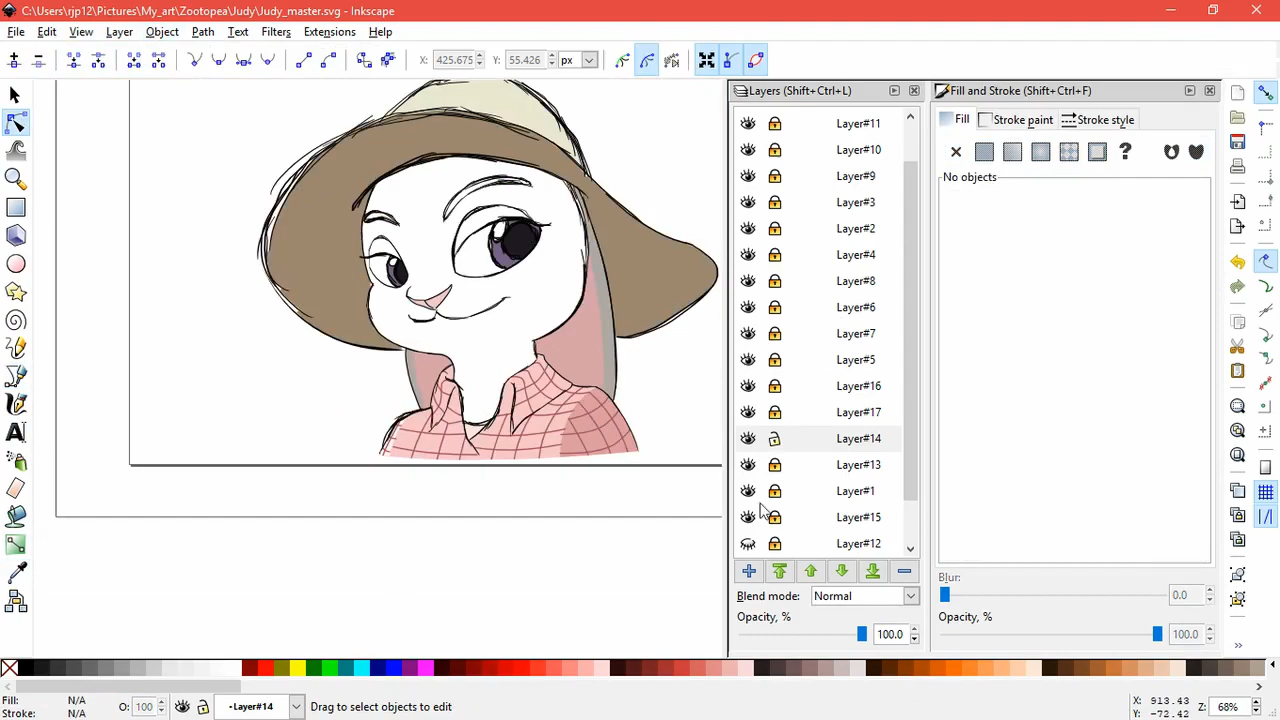 C:\Users\rjp12\Pictures\My_art\Zootopea\Judy\Judy_master.svg - Inkscape
File Edit View Layer Object Path Text Filters Extensions Help
X: 425.675 Y: 55.426 px
Layers (Shift+Ctrl+L) Fill and Stroke (Shift+Ctrl+F)
Fill Stroke paint Stroke style
No objects
Layer#11
Layer#10
Layer#9
Layer#3
Layer#2
Layer#4
Layer#8
Layer#6
Layer#7
Layer#5
Layer#16
Layer#17
Layer#14
Layer#13
Layer#1
Layer#15
Layer#12
Blend mode: Normal
Opacity, %
100.0
Blur:
0.0
Opacity, %
100.0
Fill: N/A
Stroke: N/A
O: 100
·Layer#14
Drag to select objects to edit
X: 913.43
Y: -72.42
Z: 68%